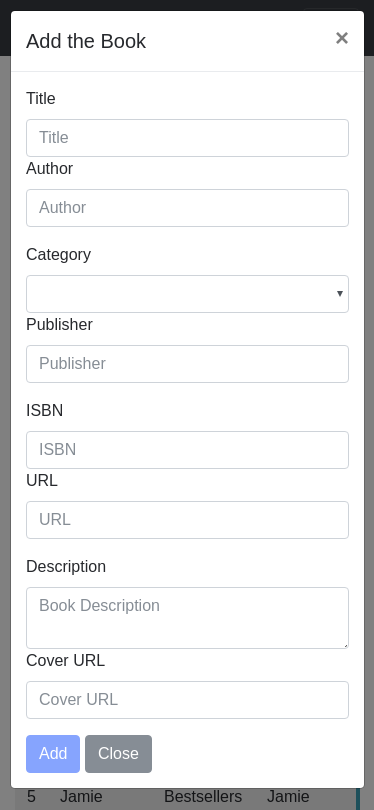 Add the Book ×
Title
Title
Author
Author
Category
Publisher
Publisher
ISBN
ISBN
URL
URL
Description
Book Description
Cover URL
Cover URL
Add Close
5 Jamie Bestsellers Jamie